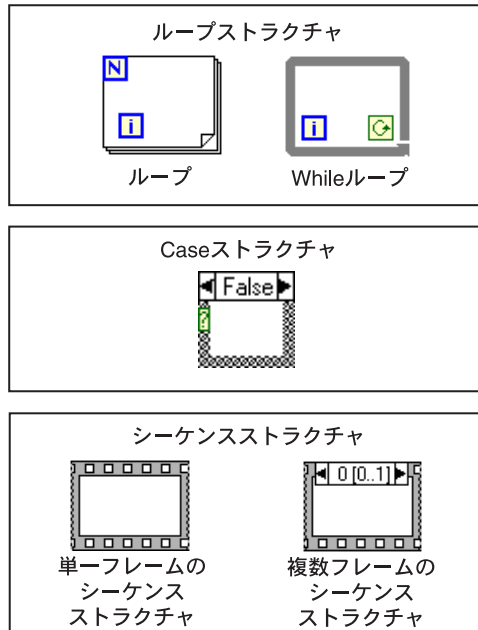 ループストラクチャ
N
i
i
ループ
Whileループ
Caseストラクチャ
False
?
シーケンスストラクチャ
0 [0..1]
単一フレームの
シーケンス
ストラクチャ
複数フレームの
シーケンス
ストラクチャ